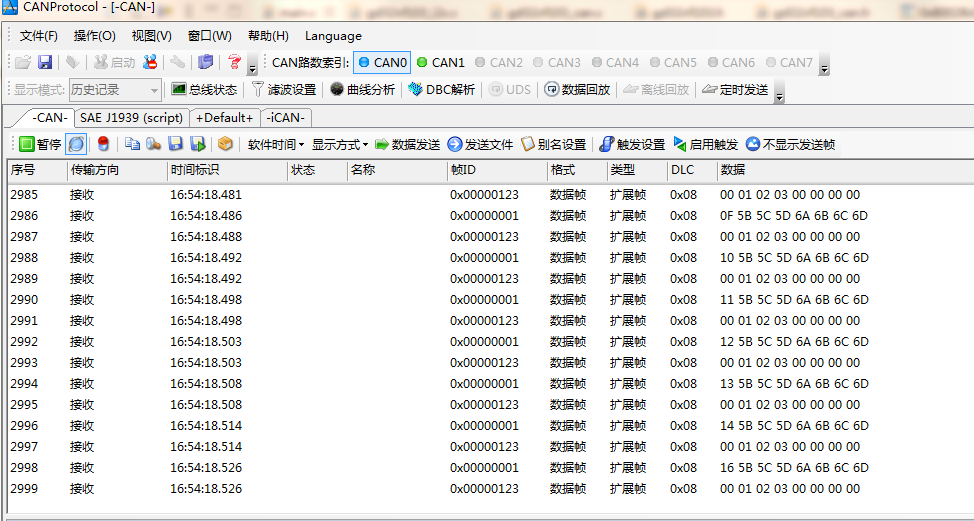 CANProtocol - [-CAN-]
文件(F) 操作(O) 视图(V) 窗口(W) 帮助(H) Language
启动 CAN路数索引: CAN0 CAN1 CAN2 CAN3 CAN4 CAN5 CAN6 CAN7
显示模式: 历史记录 总线状态 滤波设置 曲线分析 DBC解析 UDS 数据回放 离线回放 定时发送
-CAN- SAE J1939 (script) +Default+ -iCAN-
暂停 软件时间 显示方式 数据发送 发送文件 别名设置 触发设置 启用触发 不显示发送帧
序号 传输方向 时间标识 状态 名称 帧ID 格式 类型 DLC 数据
2985 接收 16:54:18.481 0x00000123 数据帧 扩展帧 0x08 00 01 02 03 00 00 00 00
2986 接收 16:54:18.486 0x00000001 数据帧 扩展帧 0x08 0F 5B 5C 5D 6A 6B 6C 6D
2987 接收 16:54:18.488 0x00000123 数据帧 扩展帧 0x08 00 01 02 03 00 00 00 00
2988 接收 16:54:18.492 0x00000001 数据帧 扩展帧 0x08 10 5B 5C 5D 6A 6B 6C 6D
2989 接收 16:54:18.492 0x00000123 数据帧 扩展帧 0x08 00 01 02 03 00 00 00 00
2990 接收 16:54:18.498 0x00000001 数据帧 扩展帧 0x08 11 5B 5C 5D 6A 6B 6C 6D
2991 接收 16:54:18.498 0x00000123 数据帧 扩展帧 0x08 00 01 02 03 00 00 00 00
2992 接收 16:54:18.503 0x00000001 数据帧 扩展帧 0x08 12 5B 5C 5D 6A 6B 6C 6D
2993 接收 16:54:18.503 0x00000123 数据帧 扩展帧 0x08 00 01 02 03 00 00 00 00
2994 接收 16:54:18.508 0x00000001 数据帧 扩展帧 0x08 13 5B 5C 5D 6A 6B 6C 6D
2995 接收 16:54:18.508 0x00000123 数据帧 扩展帧 0x08 00 01 02 03 00 00 00 00
2996 接收 16:54:18.514 0x00000001 数据帧 扩展帧 0x08 14 5B 5C 5D 6A 6B 6C 6D
2997 接收 16:54:18.514 0x00000123 数据帧 扩展帧 0x08 00 01 02 03 00 00 00 00
2998 接收 16:54:18.526 0x00000001 数据帧 扩展帧 0x08 16 5B 5C 5D 6A 6B 6C 6D
2999 接收 16:54:18.526 0x00000123 数据帧 扩展帧 0x08 00 01 02 03 00 00 00 00